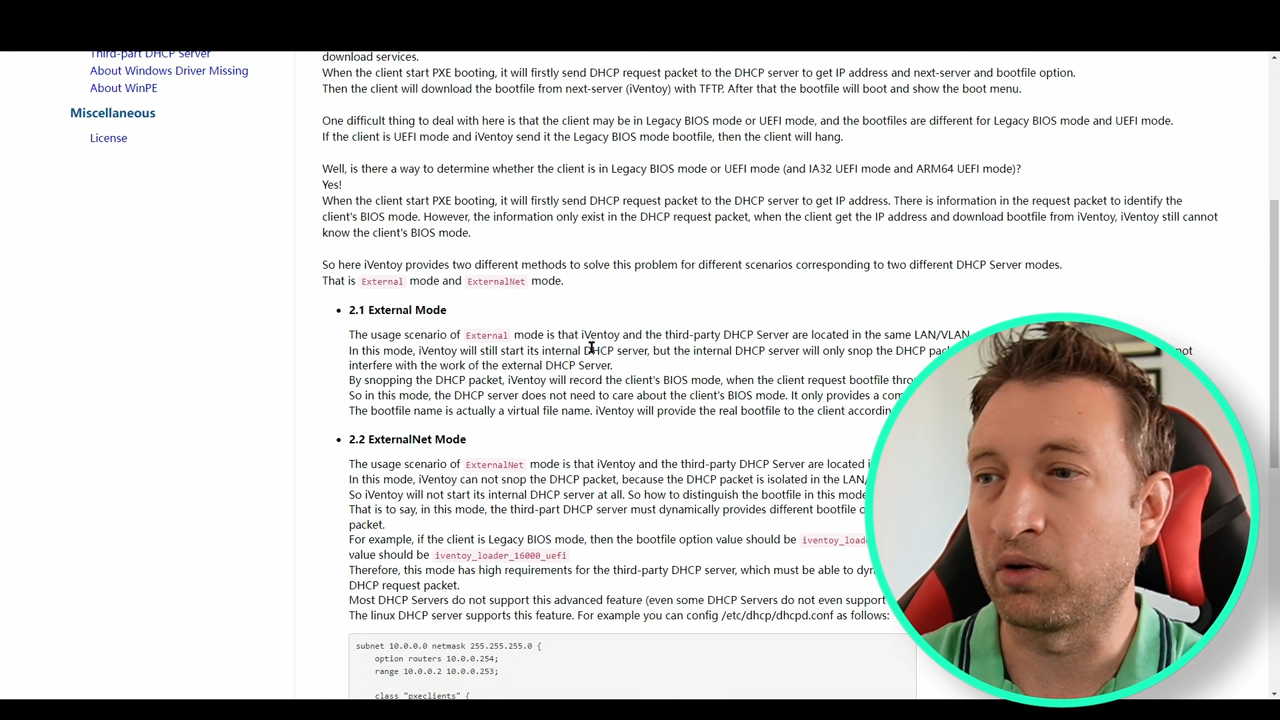 Third-part DHCP Server
About Windows Driver Missing
About WinPE
Miscellaneous
License
download services.
When the client start PXE booting, it will firstly send DHCP request packet to the DHCP server to get IP address and next-server and bootfile option.
Then the client will download the bootfile from next-server (iVentoy) with TFTP. After that the bootfile will boot and show the boot menu.
One difficult thing to deal with here is that the client may be in Legacy BIOS mode or UEFI mode, and the bootfiles are different for Legacy BIOS mode and UEFI mode.
If the client is UEFI mode and iVentoy send it the Legacy BIOS mode bootfile, then the client will hang.
Well, is there a way to determine whether the client is in Legacy BIOS mode or UEFI mode (and IA32 UEFI mode and ARM64 UEFI mode)?
Yes!
When the client start PXE booting, it will firstly send DHCP request packet to the DHCP server to get IP address. There is information in the request packet to identify the
client's BIOS mode. However, the information only exist in the DHCP request packet, when the client get the IP address and download bootfile from iVentoy, iVentoy still cannot
know the client's BIOS mode.
So here iVentoy provides two different methods to solve this problem for different scenarios corresponding to two different DHCP Server modes.
That is External mode and ExternalNet mode.
• 2.1 External Mode
The usage scenario of External mode is that iVentoy and the third-party DHCP Server are located in the same LAN/VLAN
In this mode, iVentoy will still start its internal DHCP server, but the internal DHCP server will only snop the DHCP not
interfere with the work of the external DHCP Server.
By snopping the DHCP packet, iVentoy will record the client's BIOS mode, when the client request bootfile
So in this mode, the DHCP server does not need to care about the client's BIOS mode. It only provides a
The bootfile name is actually a virtual file name. iVentoy will provide the real bootfile to the client
• 2.2 ExternalNet Mode
The usage scenario of ExternalNet mode is that iVentoy and the third-party DHCP Server are located
In this mode, iVentoy can not snop the DHCP packet, because the DHCP packet is isolated in the
So iVentoy will not start its internal DHCP server at all. So how to distinguish the bootfile in this mode
That is to say, in this mode, the third-part DHCP server must dynamically provides different bootfile
packet.
For example, if the client is Legacy BIOS mode, then the bootfile option value should be
value should be iventoy_loader_16000_uefi
Therefore, this mode has high requirements for the third-party DHCP server, which must be able to
DHCP request packet.
Most DHCP Servers do not support this advanced feature (even some DHCP Servers do not even support
The linux DHCP server supports this feature. For example you can config /etc/dhcp/dhcpd.conf as follows:
subnet 10.0.0.0 netmask 255.255.255.0 {
option routers 10.0.0.254;
range 10.0.0.2 10.0.0.253;
class "pxeclients" {